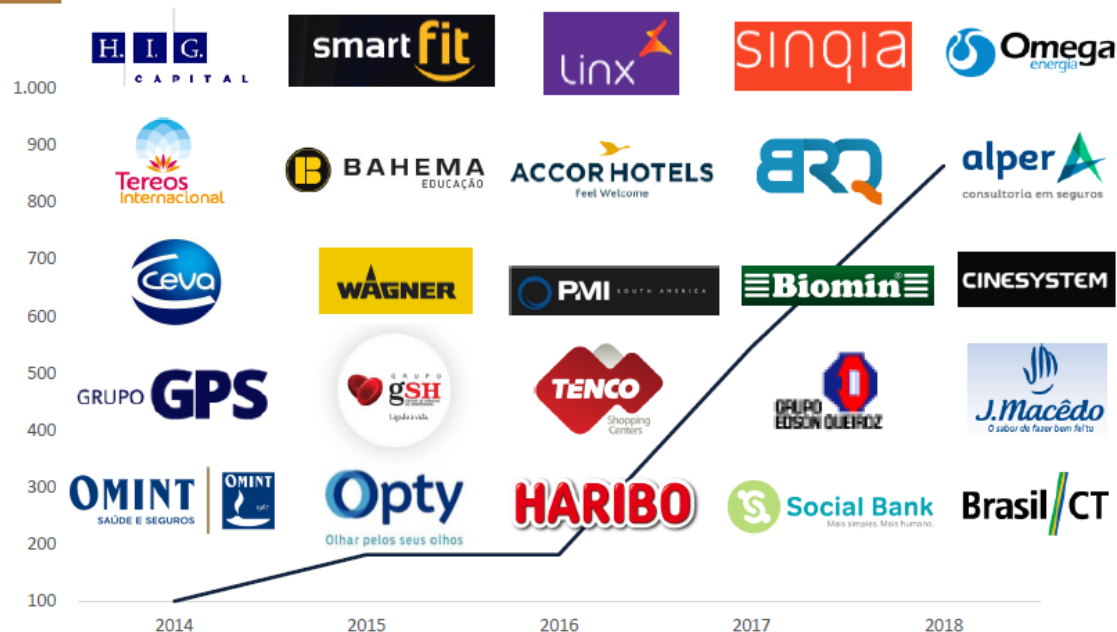 H. I. G.
CAPITAL
smart fit
Linx
SINQIA
Omega
energia
1.000
900
Tereos
Internacional
BAHEMA
EDUCAÇÃO
ACCOR HOTELS
Feel Welcome
BRQ
alper
consultoria em seguros
800
700
Ceva
WAGNER
PMI SOUTH AMERICA
Biomin®
CINESYSTEM
600
500
GRUPO GPS
GRUPO
gSH
Ligado à vida.
TENCO
Shopping
Centers
GRUPO
EDSON QUEIROZ
J.Macêdo
O sabor de fazer bem feito
400
300
OMINT
SAÚDE E SEGUROS
OMINT
1967
Opty
Olhar pelos seus olhos
HARIBO
Social Bank
Mais simples. Mais humano.
Brasil/CT
200
100
2014
2015
2016
2017
2018